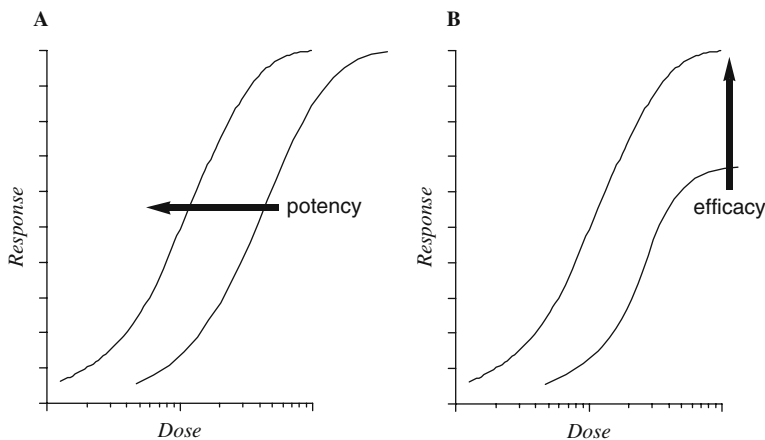 A
Response
potency
Dose
B
Response
efficacy
Dose